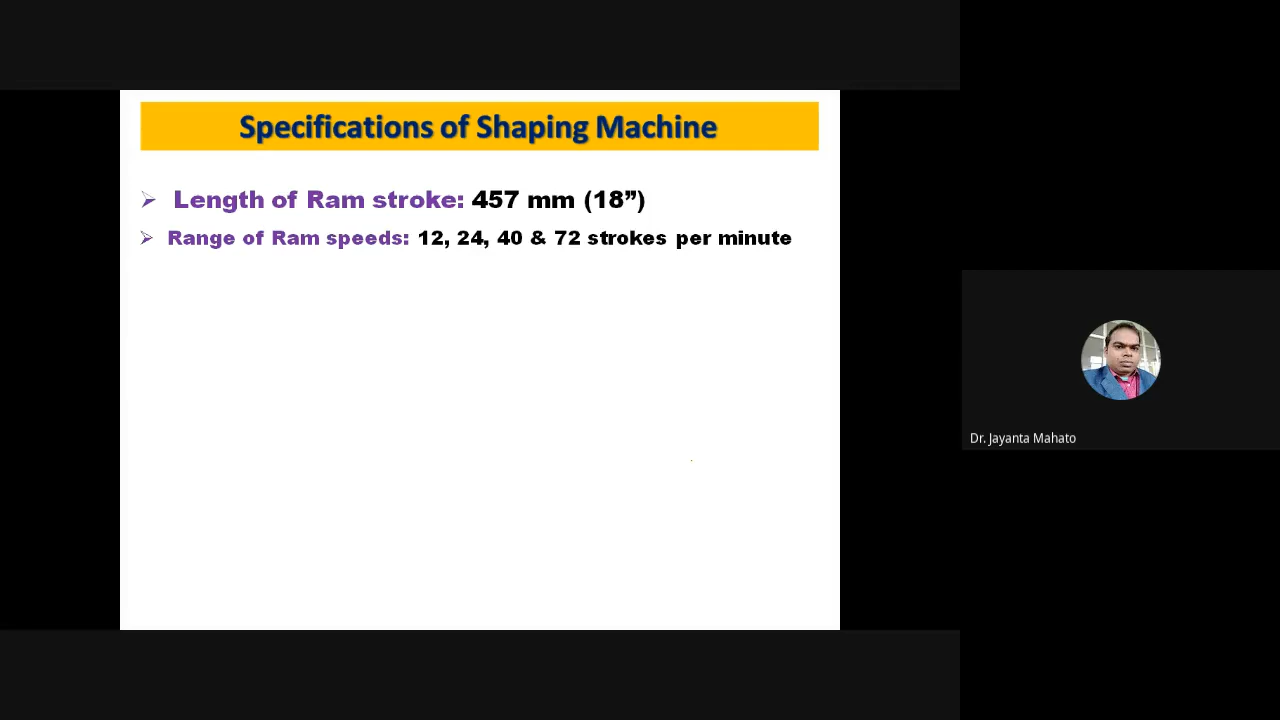 Specifications of Shaping Machine
Length of Ram stroke: 457 mm (18”)
Range of Ram speeds: 12, 24, 40 & 72 strokes per minute
Dr. Jayanta Mahato